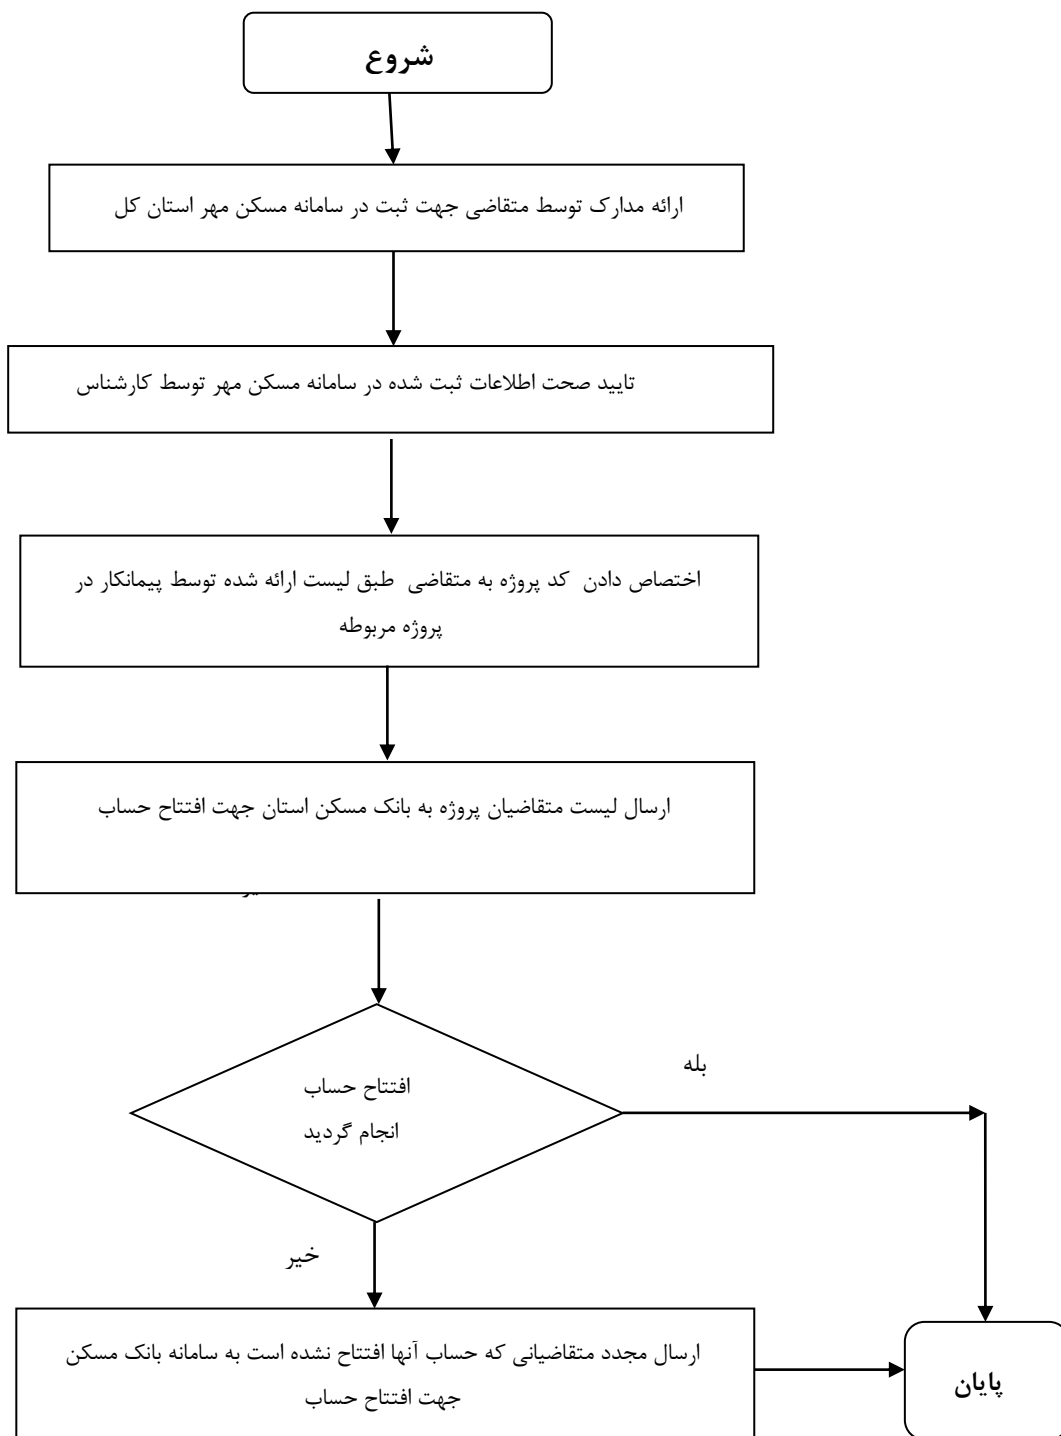 شروع
ارائه مدارک توسط متقاضی جهت ثبت در سامانه مسکن مهر استان کل
تایید صحت اطلاعات ثبت شده در سامانه مسکن مهر توسط کارشناس
اختصاص دادن کد پروژه به متقاضی طبق لیست ارائه شده توسط پیمانکار در
پروژه مربوطه
ارسال لیست متقاضیان پروژه به بانک مسکن استان جهت افتتاح حساب
افتتاح حساب
انجام گردید
بله
خیر
ارسال مجدد متقاضیانی که حساب آنها افتتاح نشده است به سامانه بانک مسکن
جهت افتتاح حساب
پایان